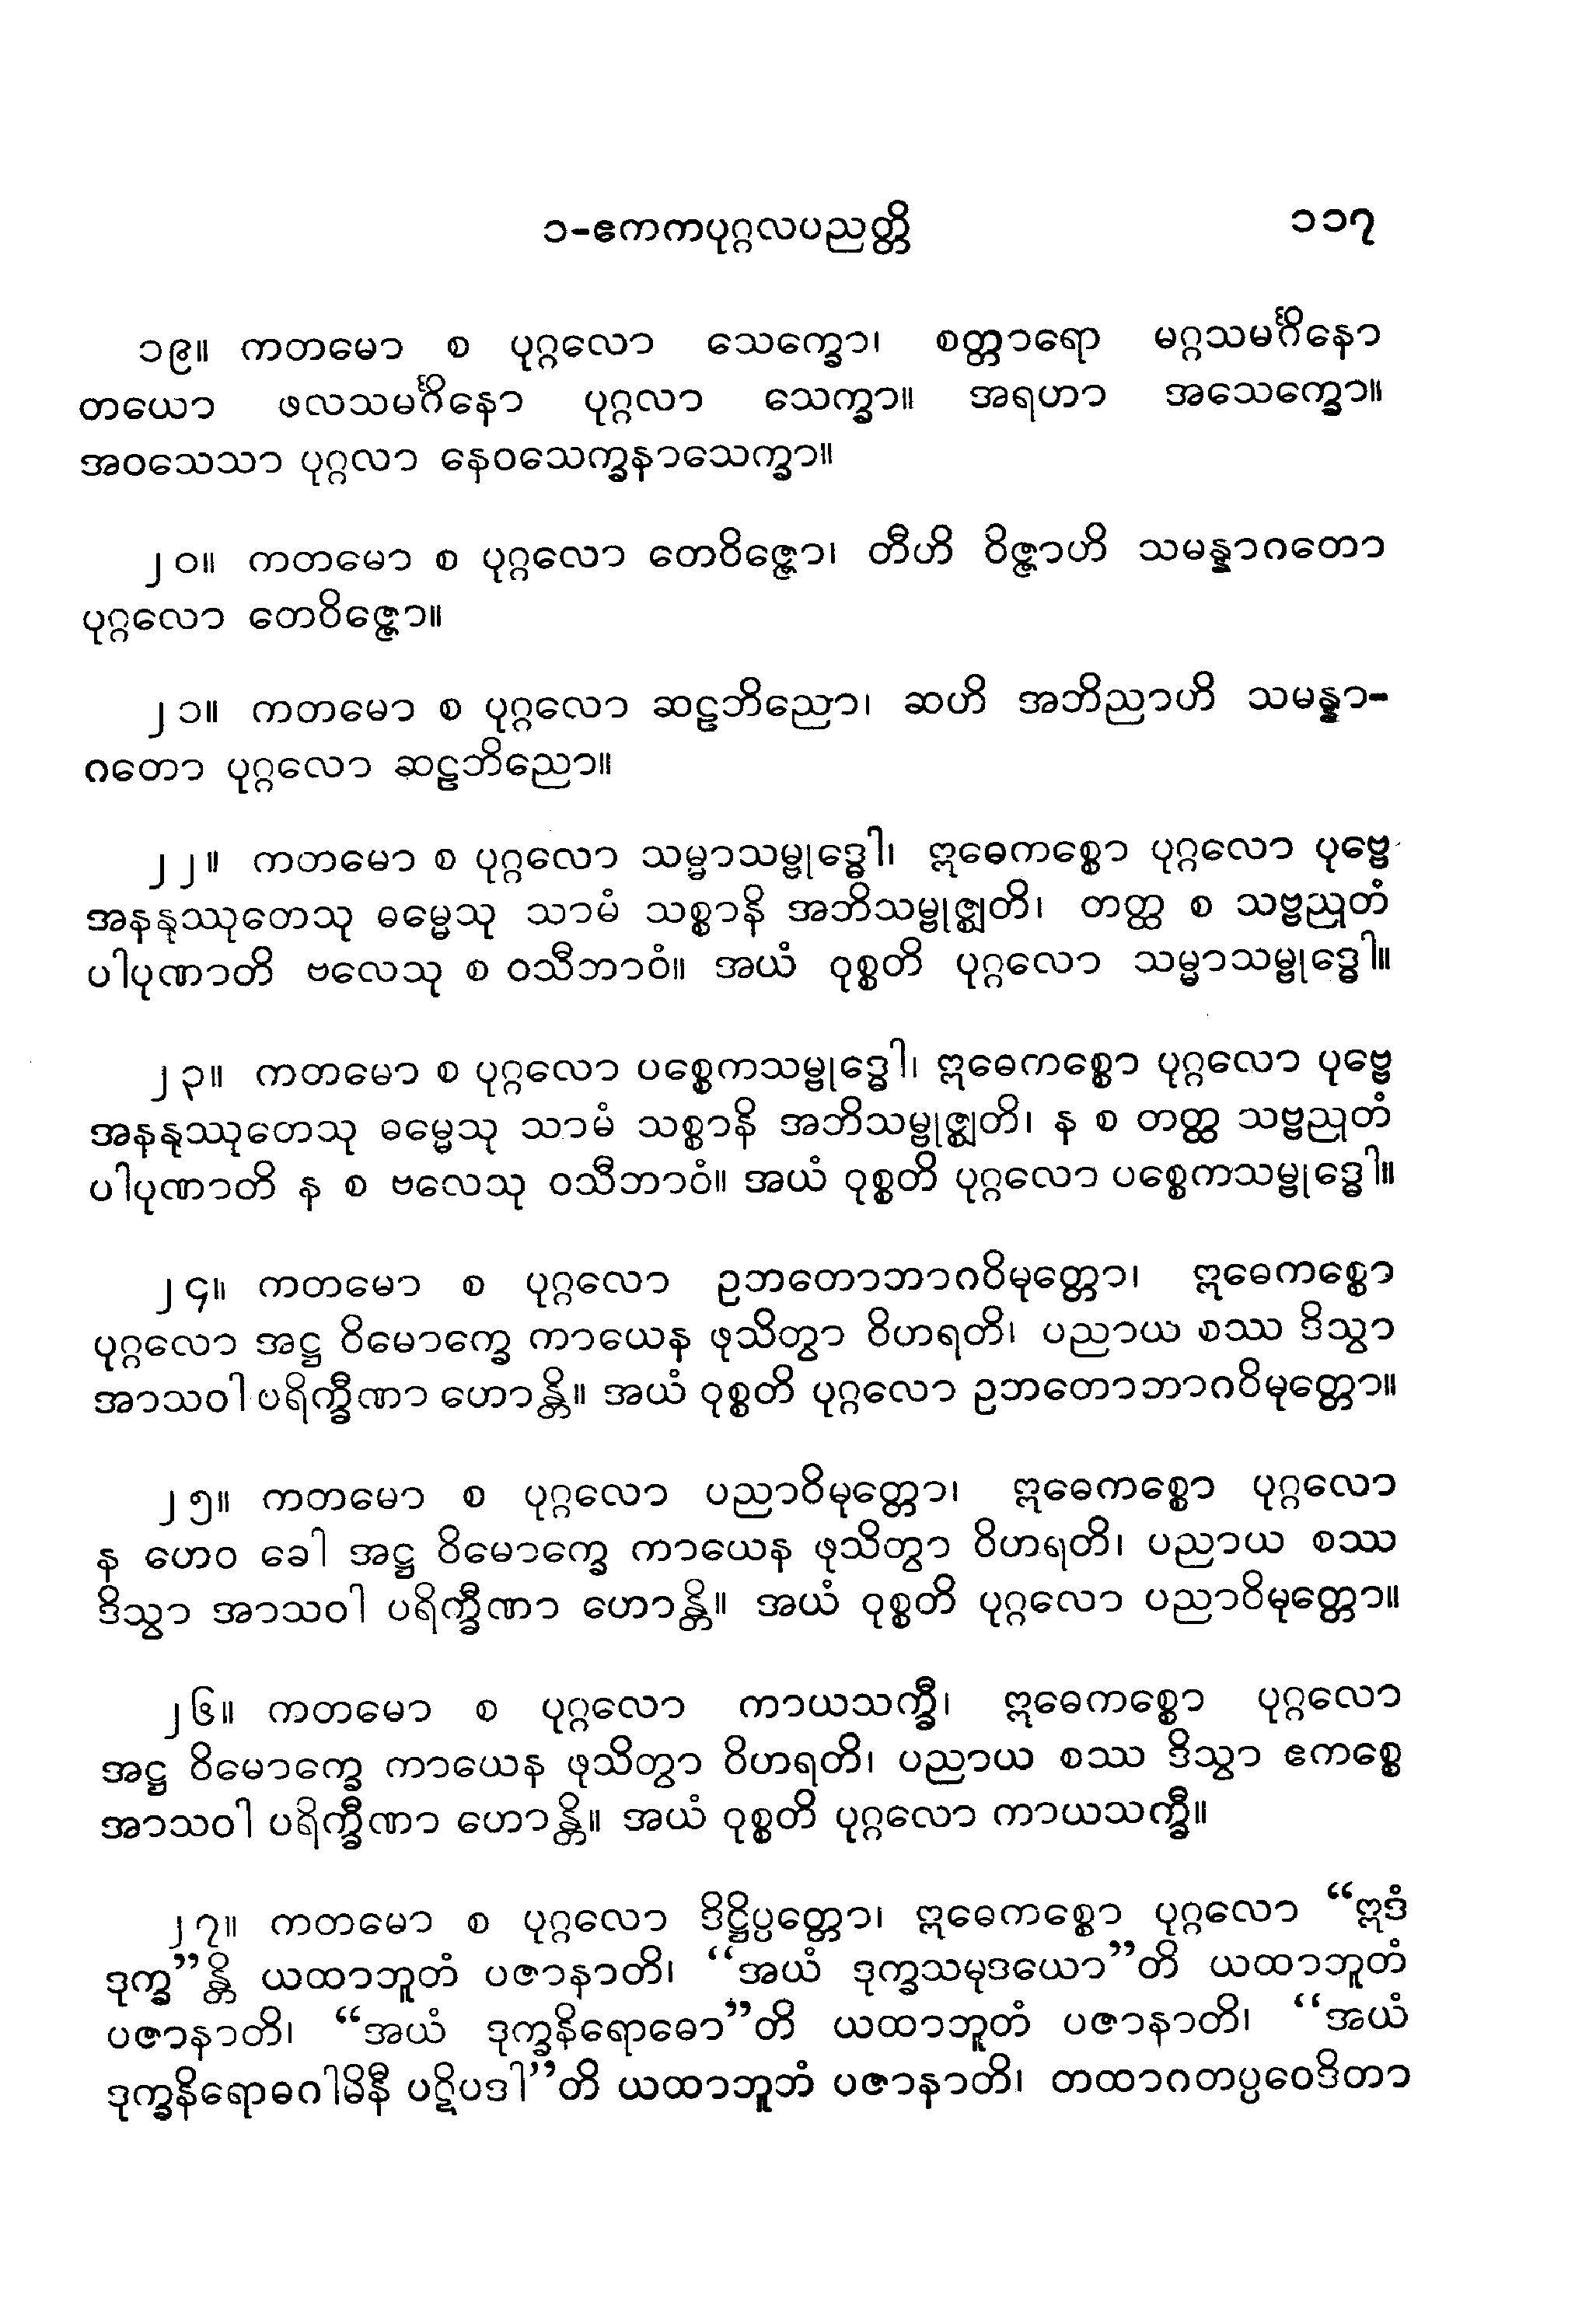 ၁-ဧကကပုဂ္ဂလပညတ္တိ ၁၁၇
၁၉။ ကတမော စ ပုဂ္ဂလော သေက္ခော၊ စတ္တာရော မဂ္ဂသမင်္ဂိနော
တယော ဖလသမင်္ဂိနော ပုဂ္ဂလာ သေက္ခာ။ အရဟာ အသေက္ခော။
အဝသေသာ ပုဂ္ဂလာ နေဝသေက္ခနာသေက္ခာ။
၂၀။ ကတမော စ ပုဂ္ဂလော တေဝိဇ္ဇော၊ တီဟိ ဝိဇ္ဇာဟိ သမန္နာဂတော
ပုဂ္ဂလော တေဝိဇ္ဇော။
၂၁။ ကတမော စ ပုဂ္ဂလော ဆဠဘိညော၊ ဆဟိ အဘိညာဟိ သမန္နာ-
ဂတော ပုဂ္ဂလော ဆဠဘိညော။
၂၂။ ကတမော စ ပုဂ္ဂလော သမ္မာသမ္ဗုဒ္ဓေါ၊ ဣဓေကစ္စော ပုဂ္ဂလော ပုဗ္ဗေ
အနနုဿုတေသု ဓမ္မေသု သာမံ သစ္စာနိ အဘိသမ္ဗုဇ္ဈတိ၊ တတ္ထ စ သဗ္ဗညုတံ
ပါပုဏာတိ ဗလေသု စ ဝသီဘာဝံ။ အယံ ဝုစ္စတိ ပုဂ္ဂလော သမ္မာသမ္ဗုဒ္ဓေါ။
၂၃။ ကတမော စ ပုဂ္ဂလော ပစ္စေကသမ္ဗုဒ္ဓေါ၊ ဣဓေကစ္စော ပုဂ္ဂလော ပုဗ္ဗေ
အနနုဿုတေသု ဓမ္မေသု သာမံ သစ္စာနိ အဘိသမ္ဗုဇ္ဈတိ၊ န စ တတ္ထ သဗ္ဗညုတံ
ပါပုဏာတိ န စ ဗလေသု ဝသီဘာဝံ။ အယံ ဝုစ္စတိ ပုဂ္ဂလော ပစ္စေကသမ္ဗုဒ္ဓေါ။
၂၄။ ကတမော စ ပုဂ္ဂလော ဥဘတောဘာဂဝိမုတ္တော၊ ဣဓေကစ္စော
ပုဂ္ဂလော အဋ္ဌ ဝိမောက္ခေ ကာယေန ဖုသိတွာ ဝိဟရတိ၊ ပညာယ စဿ ဒိသွာ
အာသဝါ ပရိက္ခီဏာ ဟောန္တိ။ အယံ ဝုစ္စတိ ပုဂ္ဂလော ဥဘတောဘာဂဝိမုတ္တော။
၂၅။ ကတမော စ ပုဂ္ဂလော ပညာဝိမုတ္တော၊ ဣဓေကစ္စော ပုဂ္ဂလော
န ဟေဝ ခေါ အဋ္ဌ ဝိမောက္ခေ ကာယေန ဖုသိတွာ ဝိဟရတိ၊ ပညာယ စဿ
ဒိသွာ အာသဝါ ပရိက္ခီဏာ ဟောန္တိ။ အယံ ဝုစ္စတိ ပုဂ္ဂလော ပညာဝိမုတ္တော။
၂၆။ ကတမော စ ပုဂ္ဂလော ကာယသက္ခီ၊ ဣဓေကစ္စော ပုဂ္ဂလော
အဋ္ဌ ဝိမောက္ခေ ကာယေန ဖုသိတွာ ဝိဟရတိ၊ ပညာယ စဿ ဒိသွာ ဧကစ္စေ
အာသဝါ ပရိက္ခီဏာ ဟောန္တိ။ အယံ ဝုစ္စတိ ပုဂ္ဂလော ကာယသက္ခီ။
၂၇။ ကတမော စ ပုဂ္ဂလော ဒိဋ္ဌိပ္ပတ္တော၊ ဣဓေကစ္စော ပုဂ္ဂလော “ဣဒံ
ဒုက္ခ”န္တိ ယထာဘူတံ ပဇာနာတိ၊ “အယံ ဒုက္ခသမုဒယော”တိ ယထာဘူတံ
ပဇာနာတိ၊ “အယံ ဒုက္ခနိရောဓော”တိ ယထာဘူတံ ပဇာနာတိ၊ “အယံ
ဒုက္ခနိရောဓဂါမိနီ ပဋိပဒါ”တိ ယထာဘူဘံ ပဇာနာတိ၊ တထာဂတပ္ပဝေဒိတာ